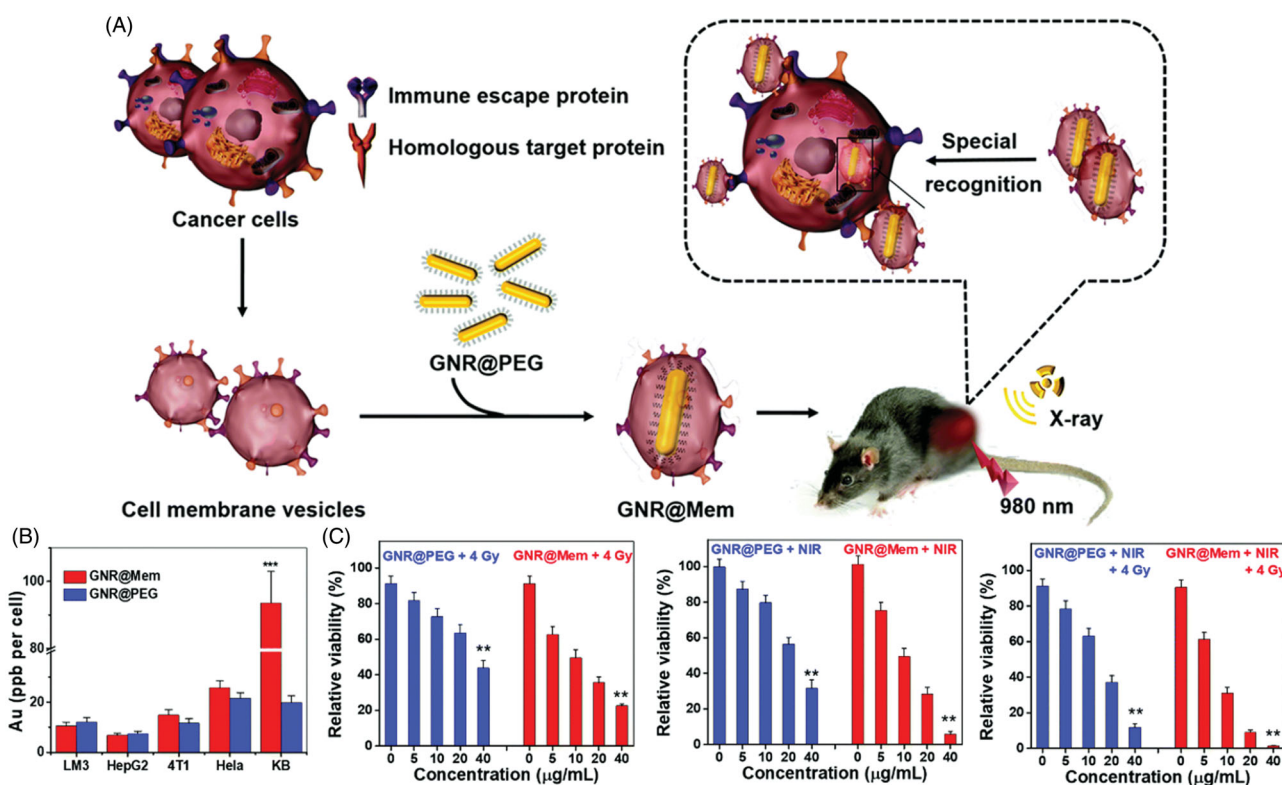 (A)
Immune escape protein
Homologous target protein
Cancer cells
Special
recognition
GNR@PEG
X-ray
980 nm
Cell membrane vesicles
GNR@Mem
(B)
Au (ppb per cell)
100
80
20
0
***
GNR@Mem
GNR@PEG
LM3 HepG2 4T1 Hela KB
(C)
Relative viability (%)
100
80
60
40
20
0
GNR@PEG + 4 Gy GNR@Mem + 4 Gy
**
**
0 5 10 20 40 0 5 10 20 40
Concentration (μg/mL)
Relative viability (%)
100
80
60
40
20
0
GNR@PEG + NIR GNR@Mem + NIR
**
**
0 5 10 20 40 0 5 10 20 40
Concentration (μg/mL)
Relative viability (%)
100
80
60
40
20
0
GNR@PEG + NIR GNR@Mem + NIR
+ 4 Gy + 4 Gy
**
**
0 5 10 20 40 0 5 10 20 40
Concentration (μg/mL)